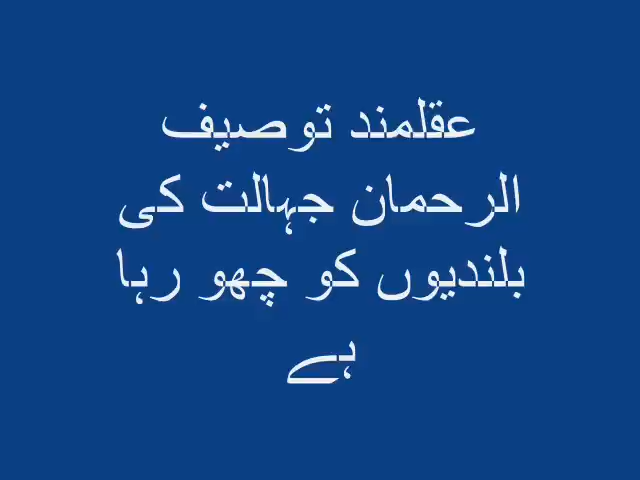 عقلمند توصیف
الرحمان جہالت کی
بلندیوں کو چھو رہا
ہے